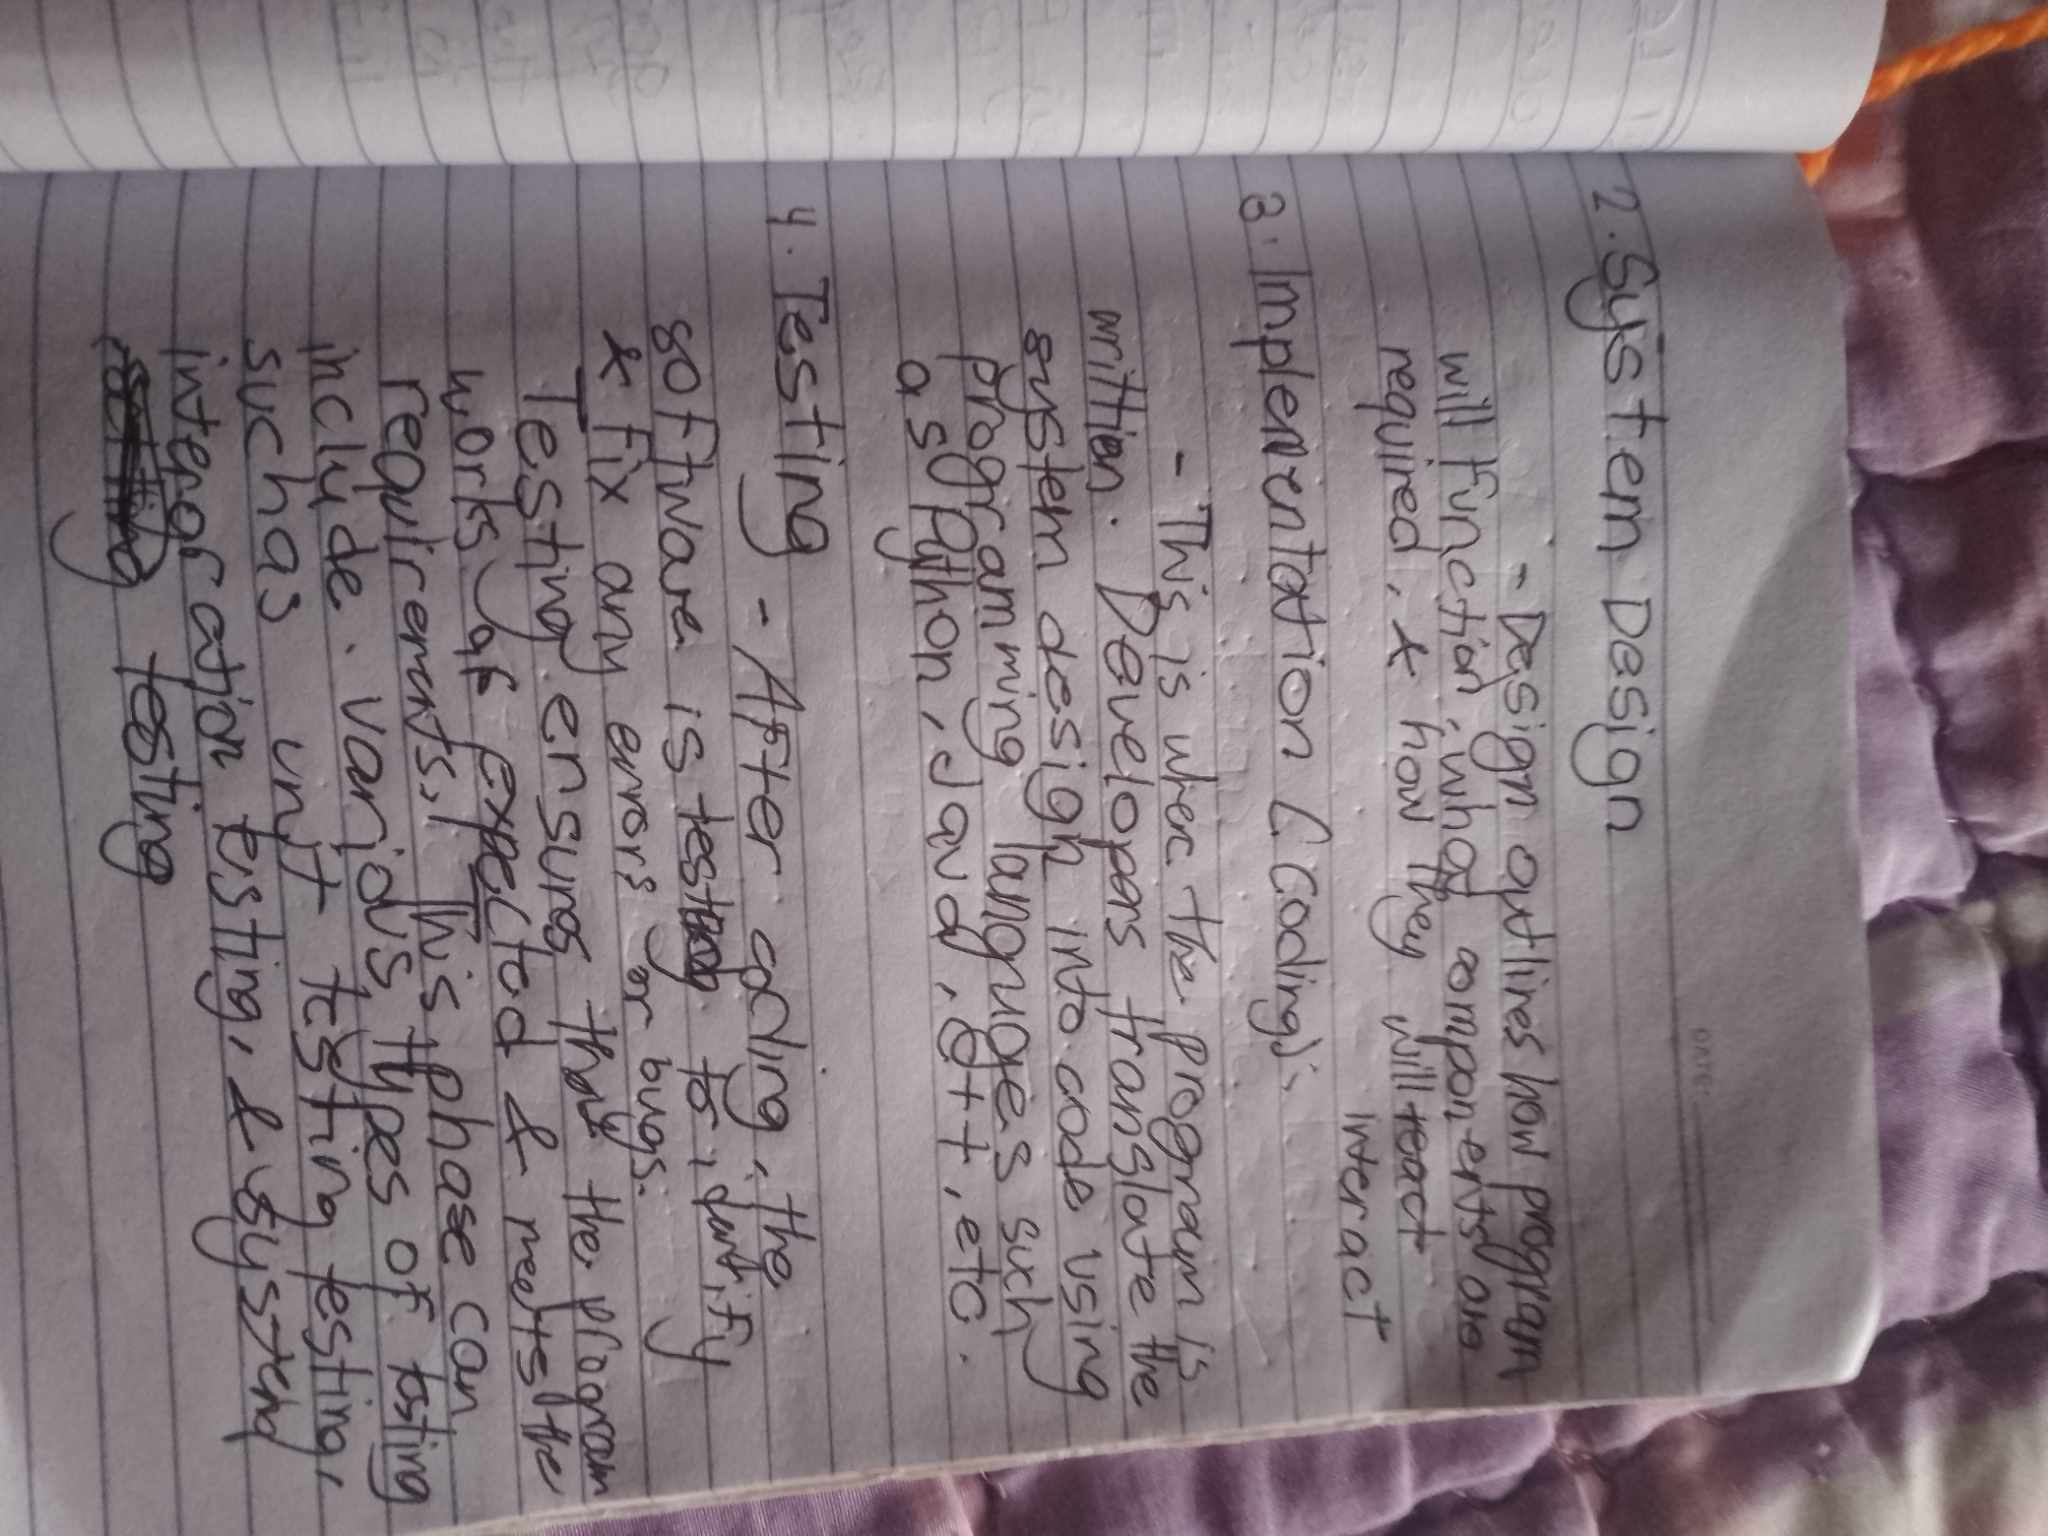 DATE
2. System Design
- Design outlines how program
will function, what components are
required, & how they will react
interact
3. Implementation (Coding):
- This is where the program is
written. Developers translate the
system design into code using
programming languages such
as Python, Java, C++, etc.
4. Testing - After coding, the
software is testing to identify
& fix any errors or bugs.
Testing ensures that the program
works as expected & meets the
requirements. This phase can
include various types of testing
such as unit testing,
integration testing, & system
testing